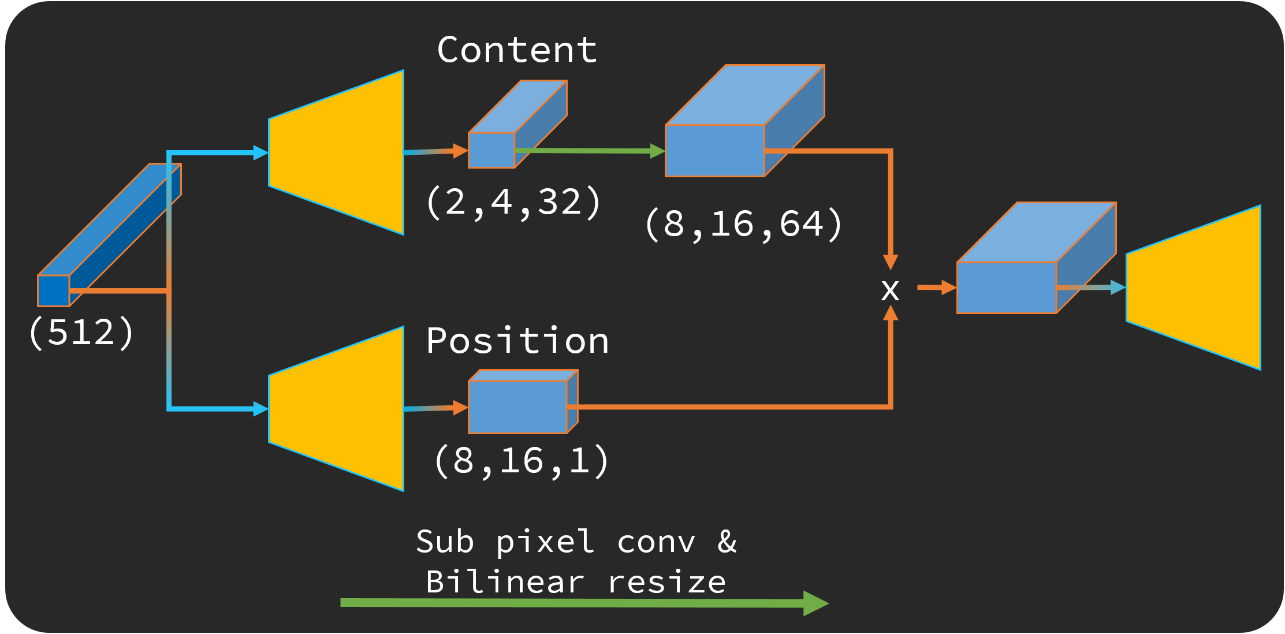 Content
(2,4,32)
(8,16,64)
(512)
x
Position
(8,16,1)
Sub pixel conv &
Bilinear resize